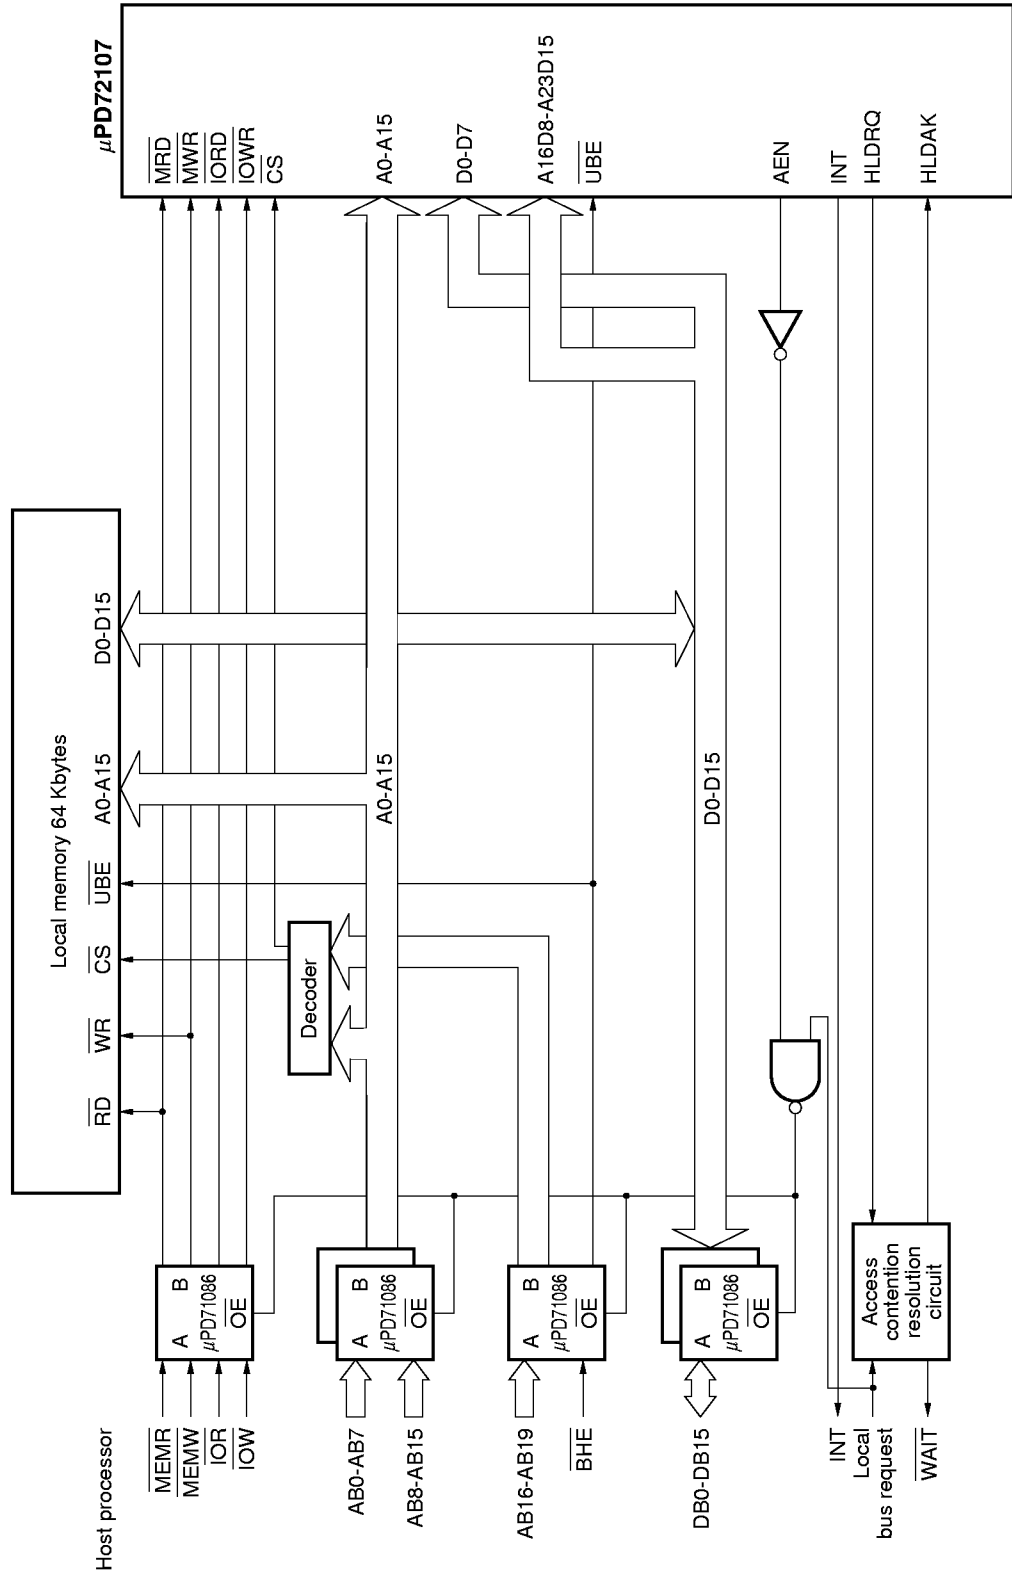 Local memory 64 Kbytes
RD
WR
CS
UBE
A0-A15
D0-D15
Host processor
µPD72107
MEMR
MEMW
IOR
IOW
A B
µPD71086
OE
MRD
MWR
IORD
IOWR
CS
Decoder
AB0-AB7
AB8-AB15
A B
µPD71086
OE
A0-A15
A0-A15
D0-D7
AB16-AB19
BHE
A B
µPD71086
OE
A16D8-A23D15
UBE
DB0-DB15
A B
µPD71086
OE
D0-D15
AEN
INT
Local
bus request
WAIT
Access
contention
resolution
circuit
INT
HLDRQ
HLDAK